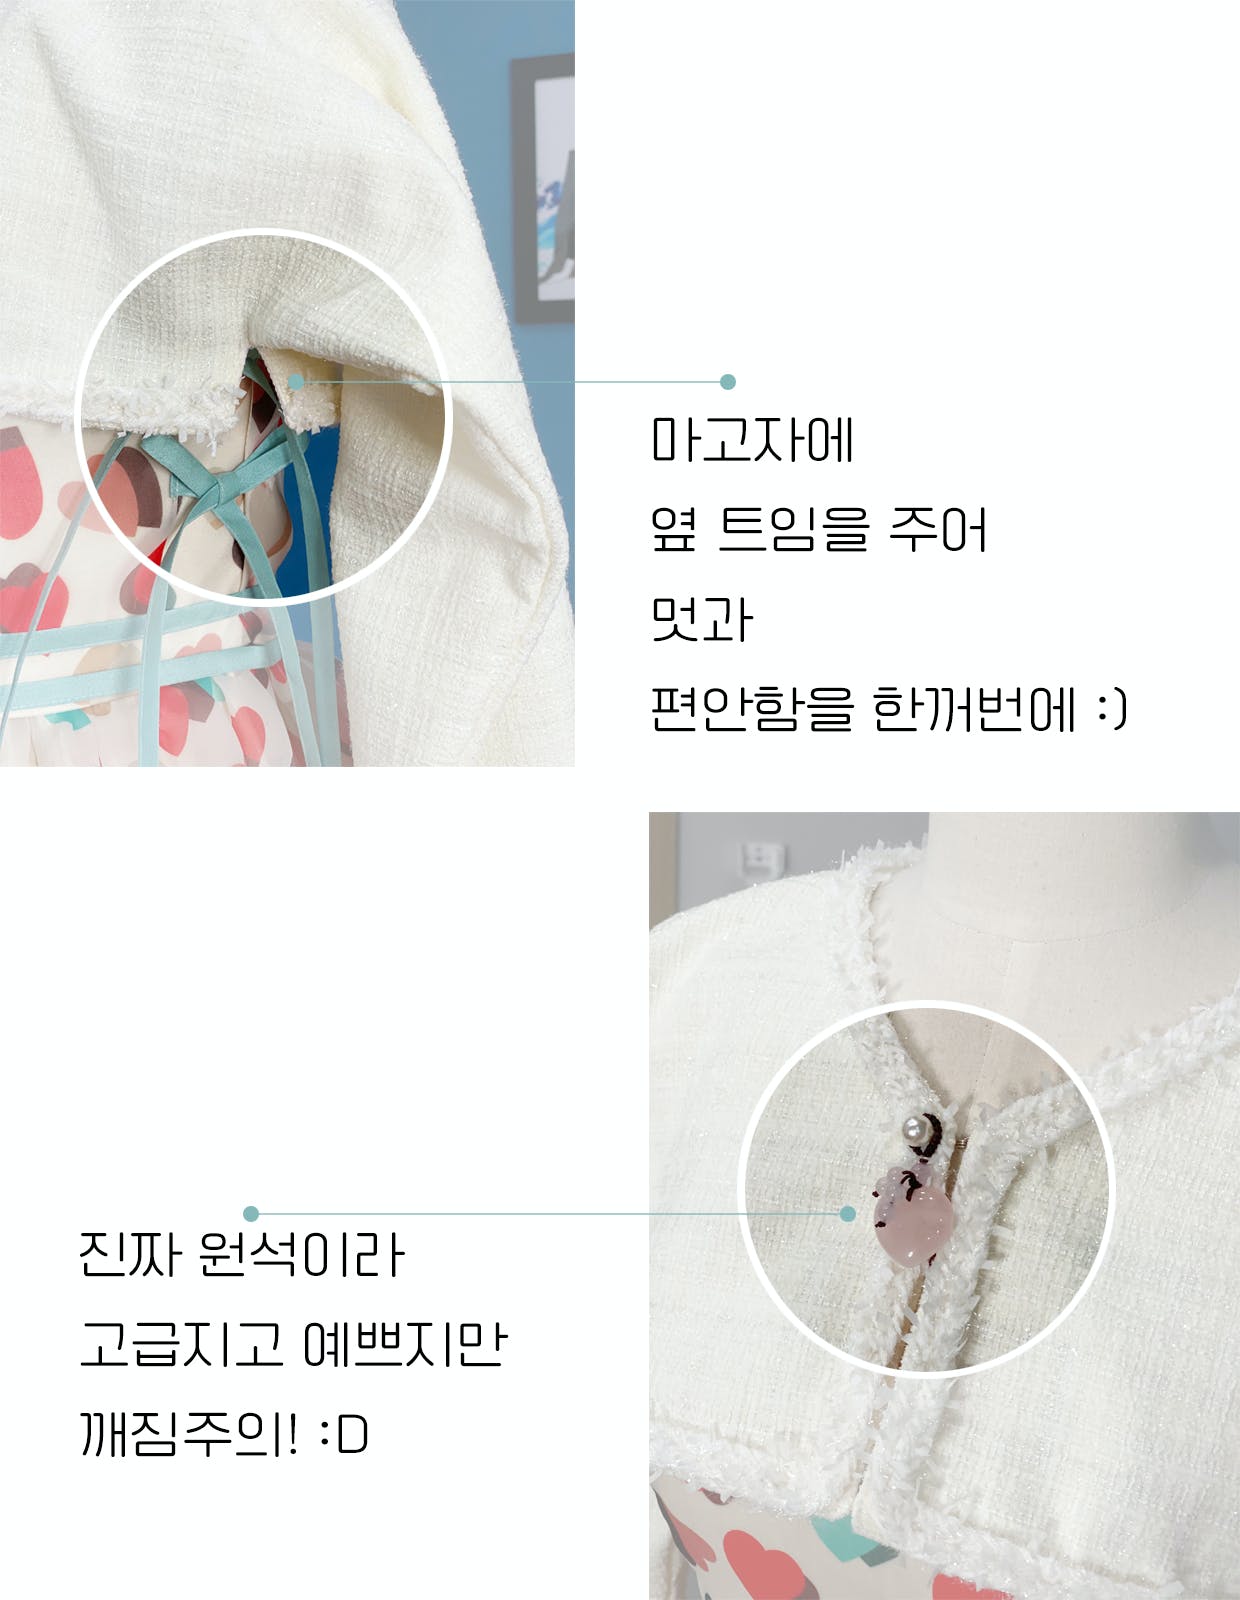 마고자에
옆 트임을 주어
멋과
편안함을 한꺼번에 :)
진짜 원석이라
고급지고 예쁘지만
깨짐주의! :D